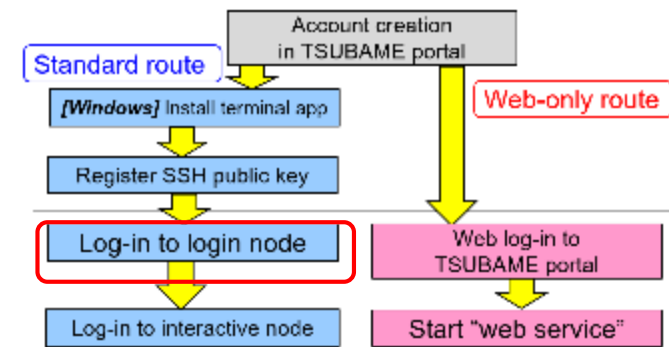 Account creation
in TSUBAME portal
Standard route
Web-only route
[Windows] Install terminal app
Register SSH public key
Log-in to login node
Web log-in to
TSUBAME portal
Log-in to interactive node
Start “web service”